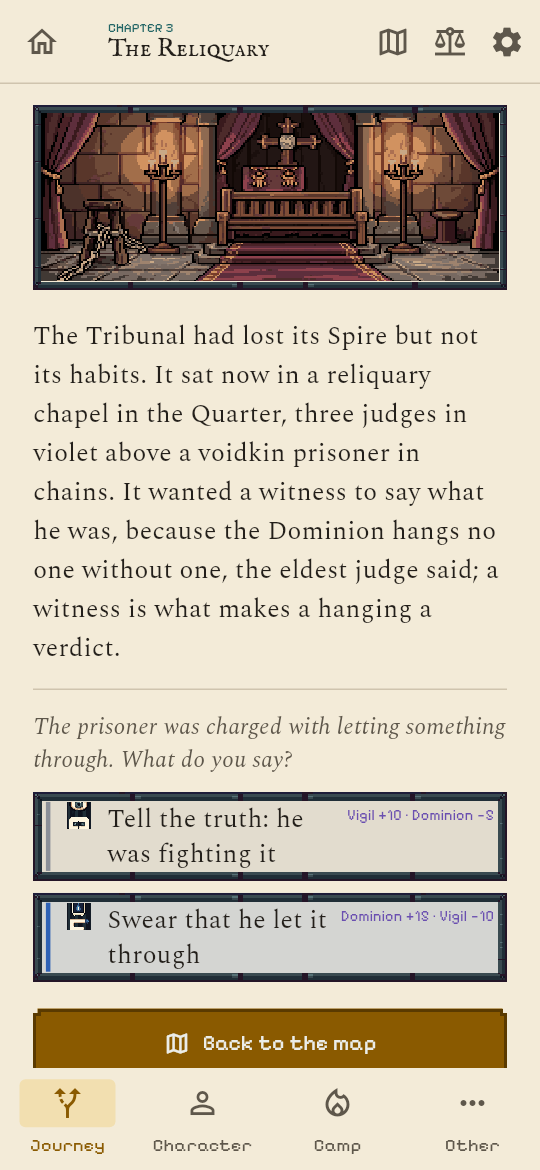 CHAPTER 3
The Reliquary
The Tribunal had lost its Spire but not
its habits. It sat now in a reliquary
chapel in the Quarter, three judges in
violet above a voidkin prisoner in
chains. It wanted a witness to say what
he was, because the Dominion hangs no
one without one, the eldest judge said; a
witness is what makes a hanging a
verdict.
The prisoner was charged with letting something
through. What do you say?
Tell the truth: he
was fighting it
Vigil +10 · Dominion -5
Swear that he let it
through
Dominion +15 · Vigil -10
Back to the map
Journey
Character
Camp
Other